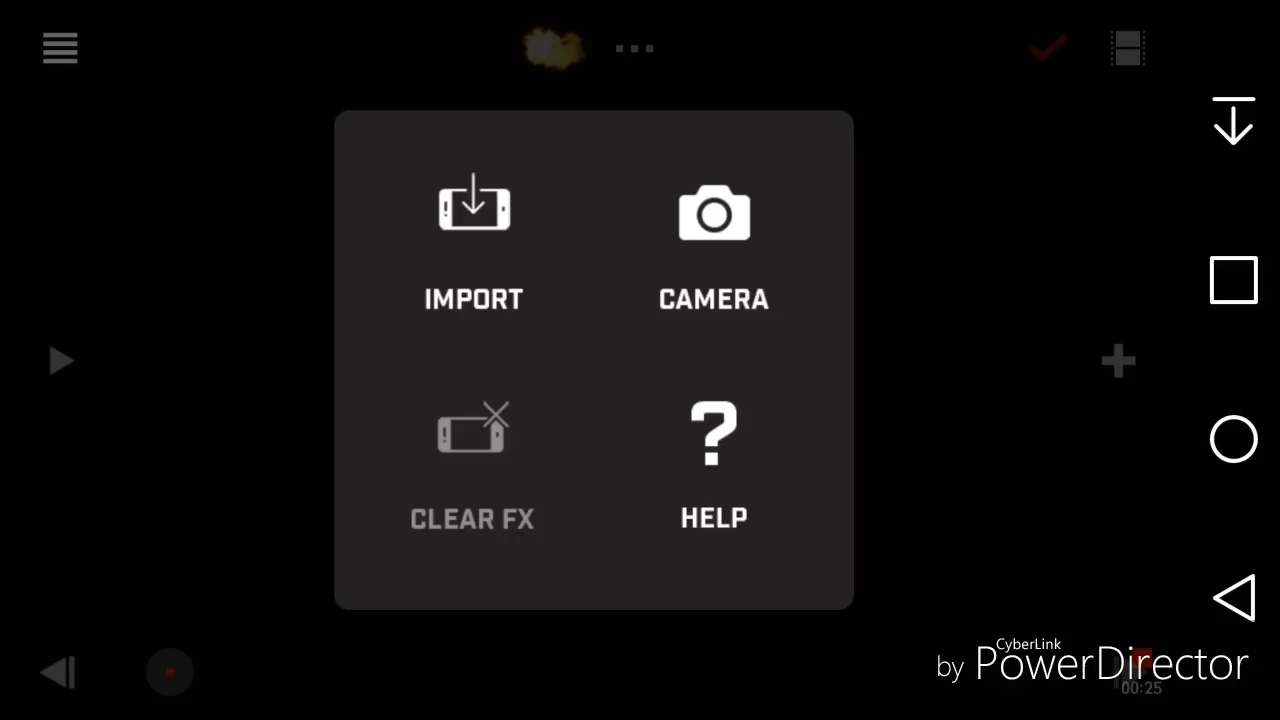 IMPORT
CAMERA
CLEAR FX
HELP
CyberLink
by PowerDirector
00:25